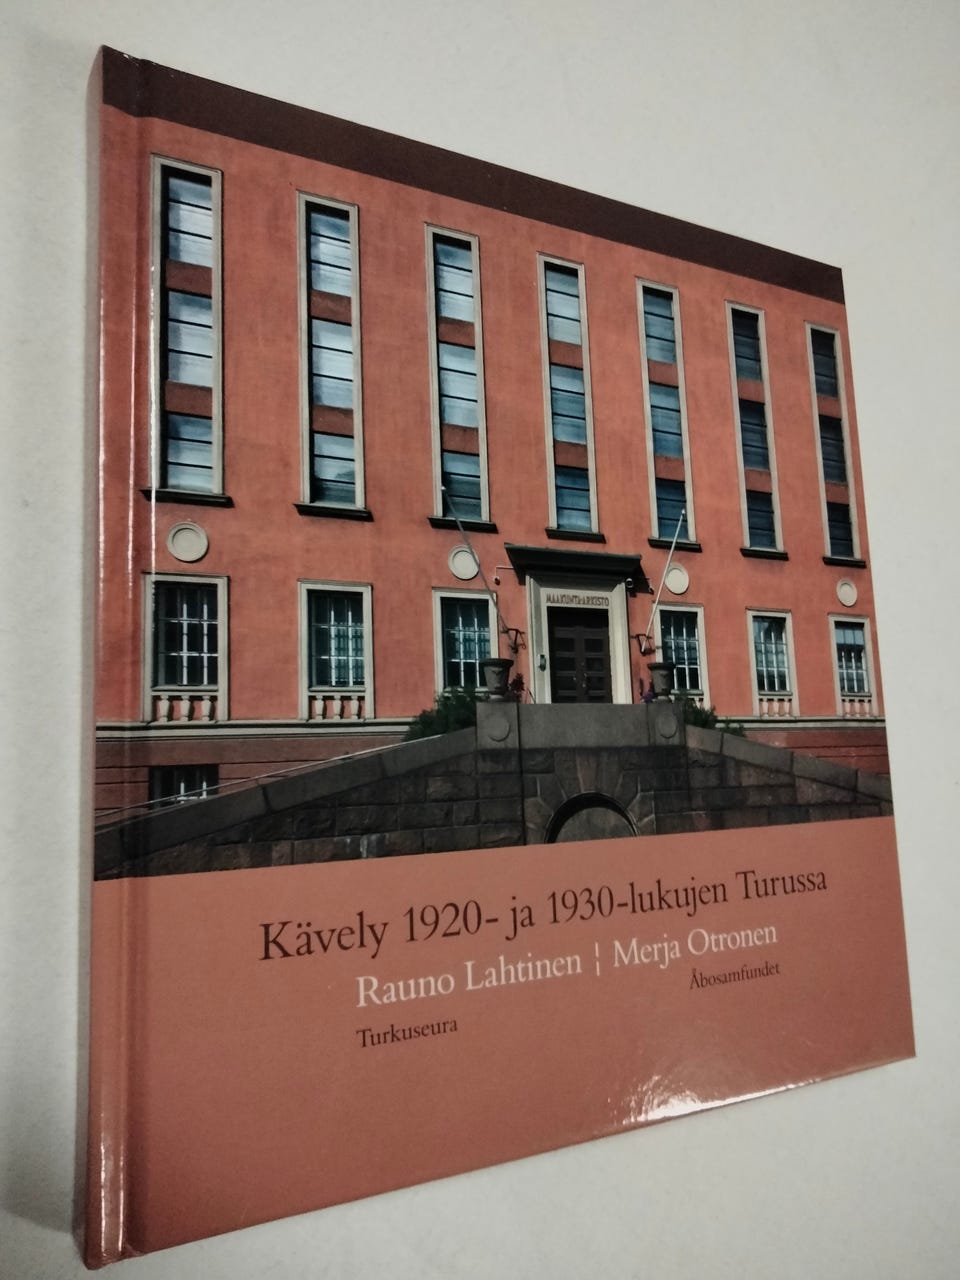 MAAKUNTA-ARKISTO
Kävely 1920- ja 1930-lukujen Turussa
Rauno Lahtinen ¦ Merja Otronen
Turkuseura Åbosamfundet